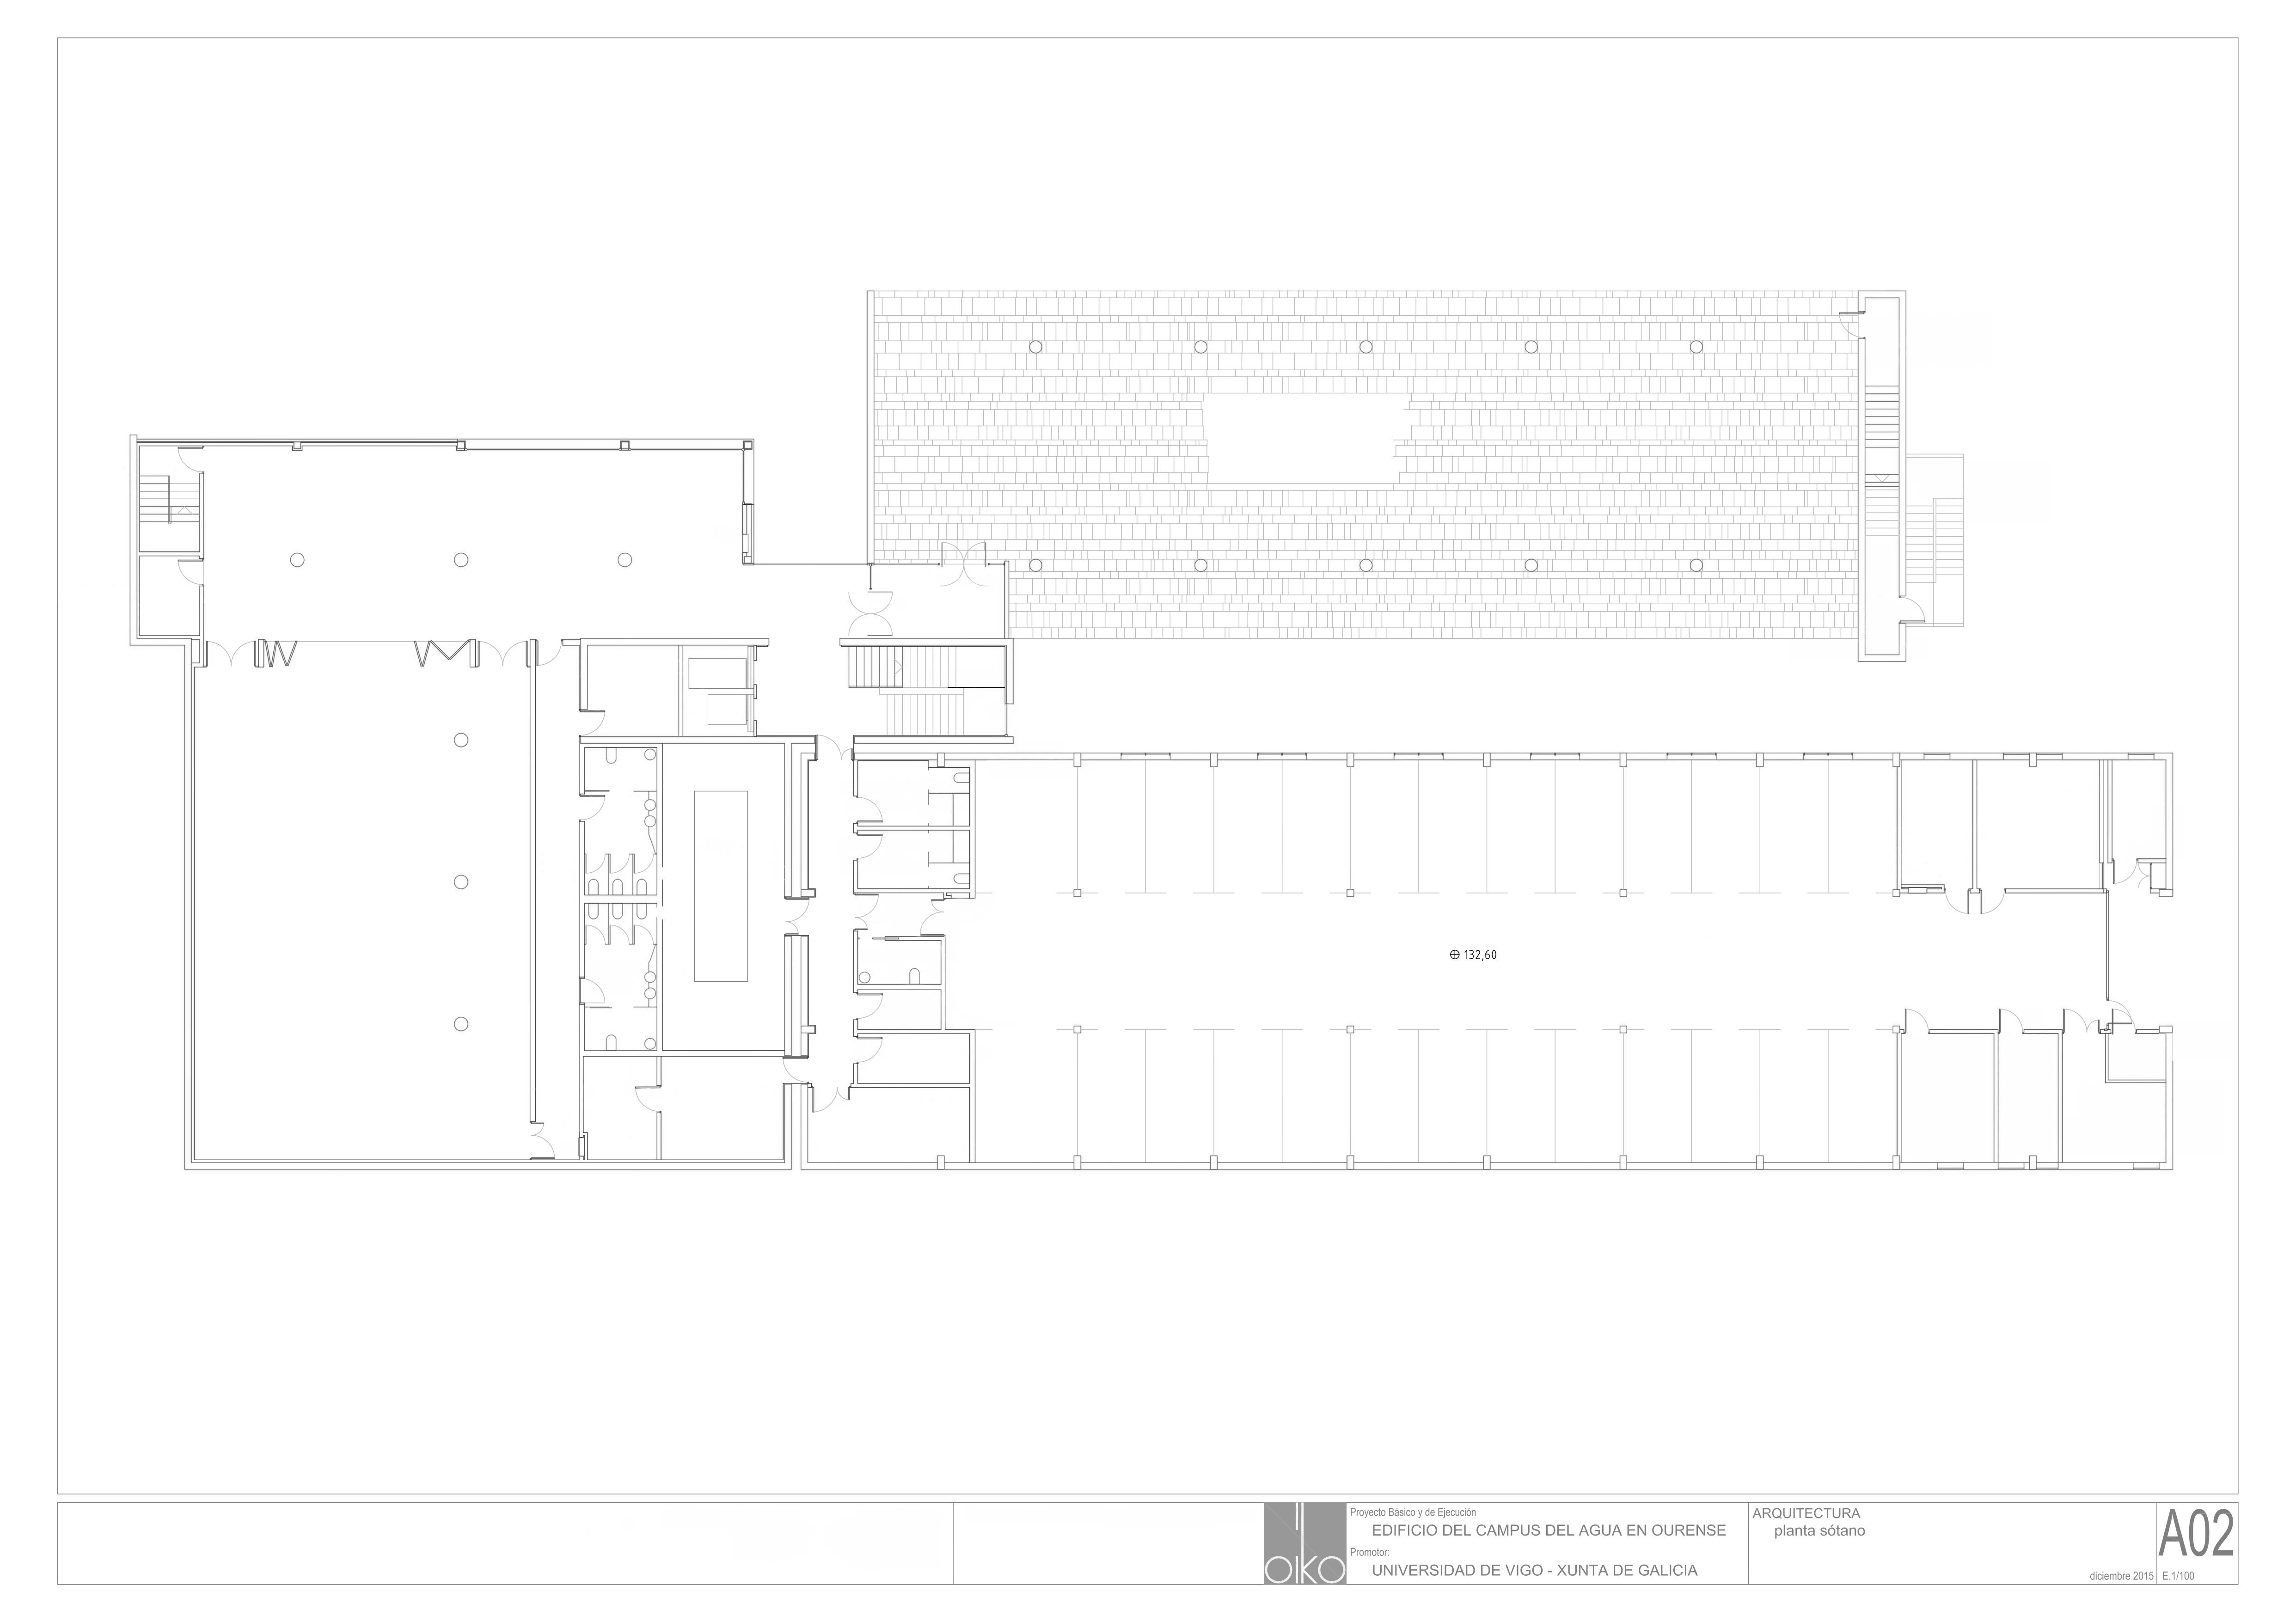 132,60
OIKO
Proyecto Básico y de Ejecución
EDIFICIO DEL CAMPUS DEL AGUA EN OURENSE
Promotor:
UNIVERSIDAD DE VIGO - XUNTA DE GALICIA
ARQUITECTURA
planta sótano
A02
diciembre 2015
E.1/100